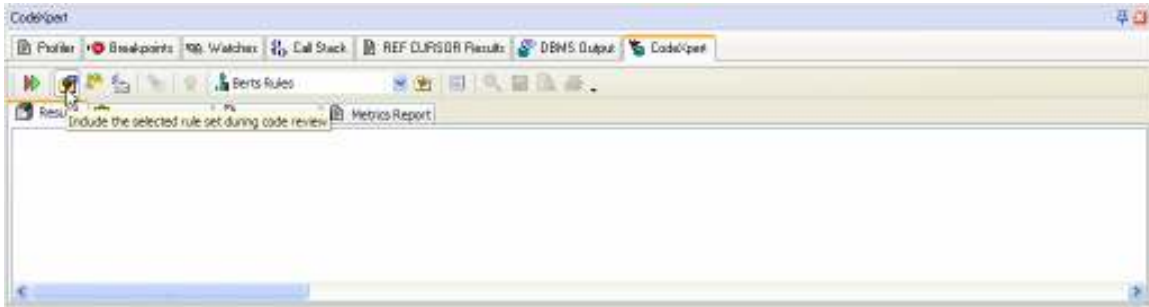 CodeXpert
Profiler Breakpoints Watches Call Stack REF CURSOR Results DBMS Output CodeXpert
Berts Rules
Resu Metrics Report
Include the selected rule set during code review